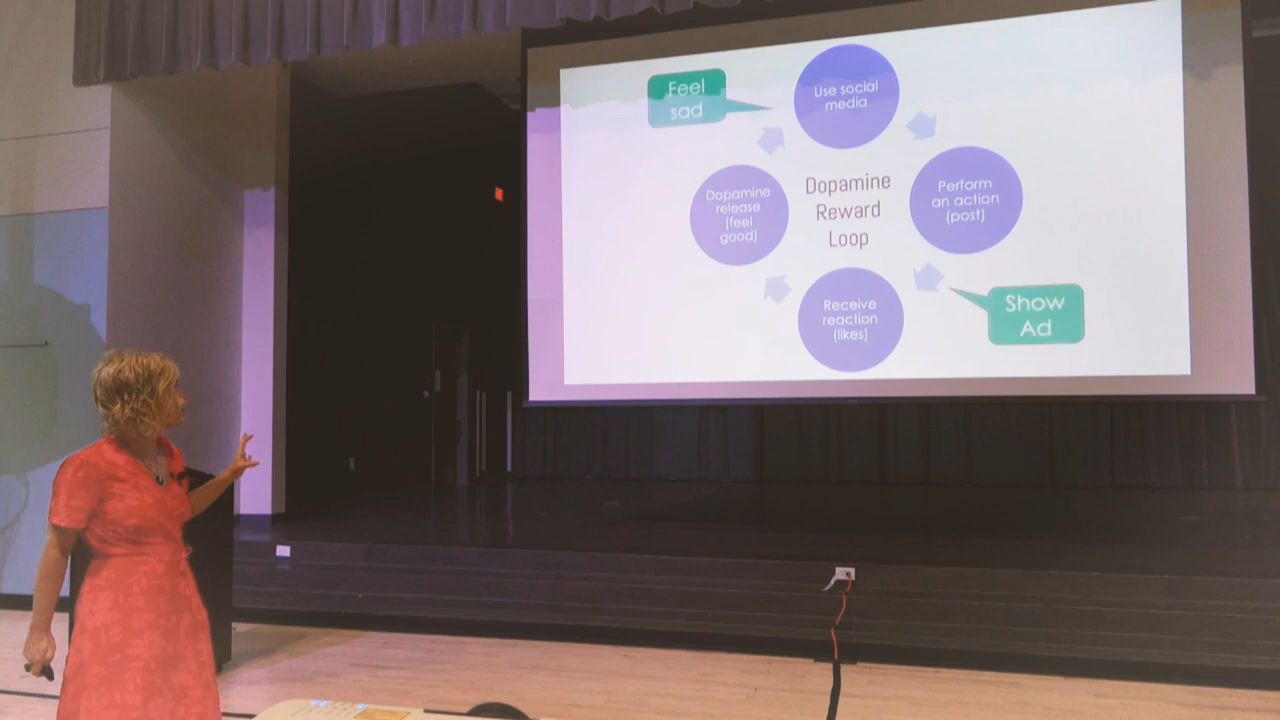 Feel
sad
Use social
media
Dopamine
release
(feel
good)
Dopamine
Reward
Loop
Perform
an action
(post)
Receive
reaction
(likes)
Show
Ad